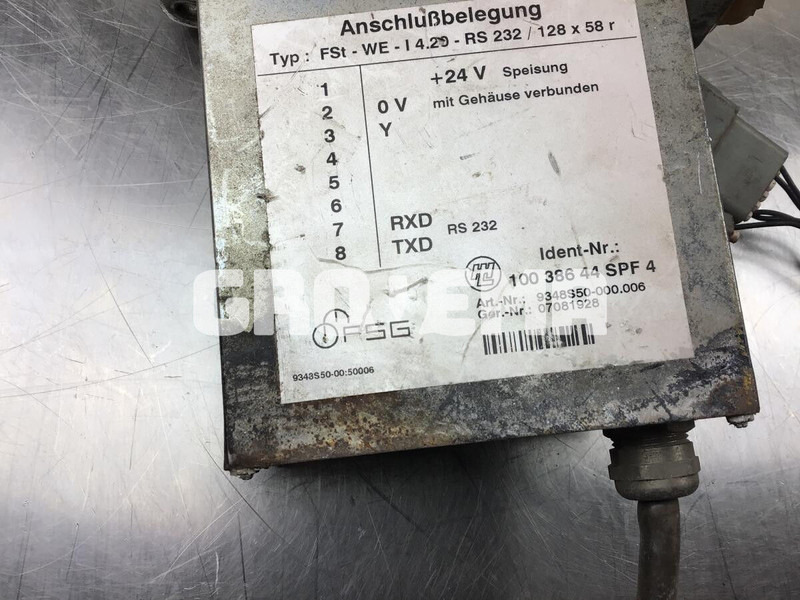 Anschlußbelegung
Typ : FSt - WE - I 4.20 - RS 232 / 128 x 58 r
1 +24 V Speisung
2 0 V mit Gehäuse verbunden
3 Y
4
5
6
7 RXD RS 232
8 TXD
Ident-Nr.:
100 386 44 SPF 4
Art.-Nr.: 9348S50-000.006
Ger.-Nr.: 07081928
FSG
9348S50-00:50006